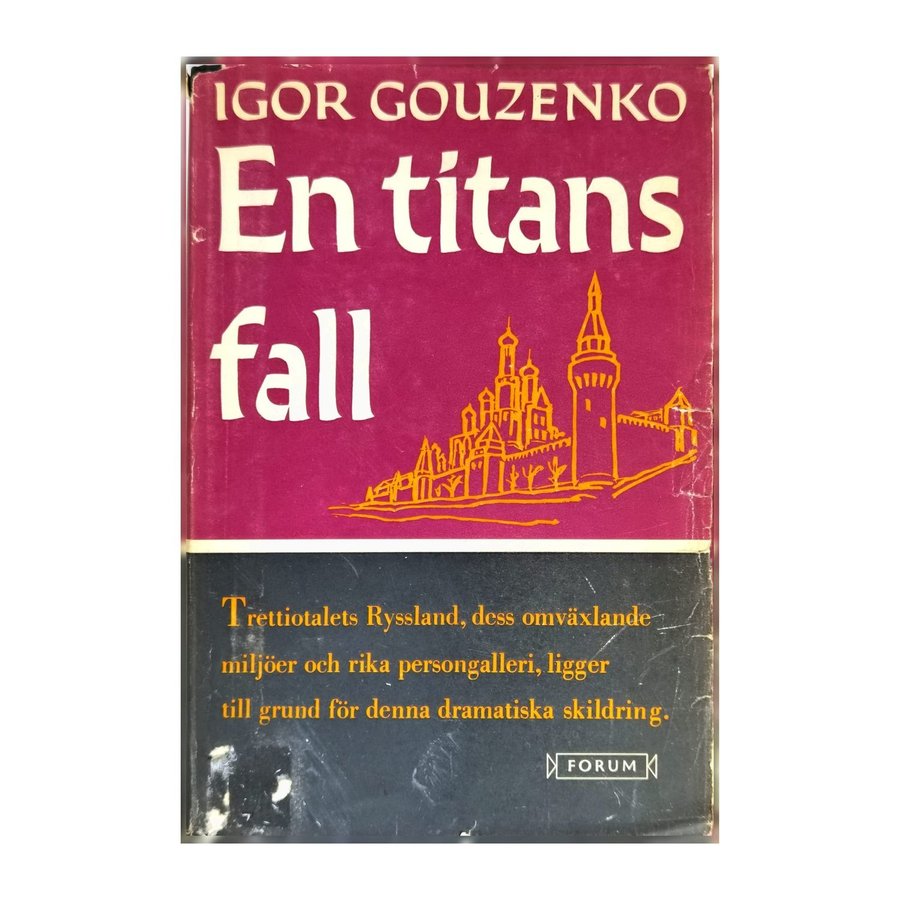 IGOR GOUZENKO
En titans
fall
Trettiotalets Ryssland, dess omväxlande
miljöer och rika persongalleri, ligger
till grund för denna dramatiska skildring.
FORUM